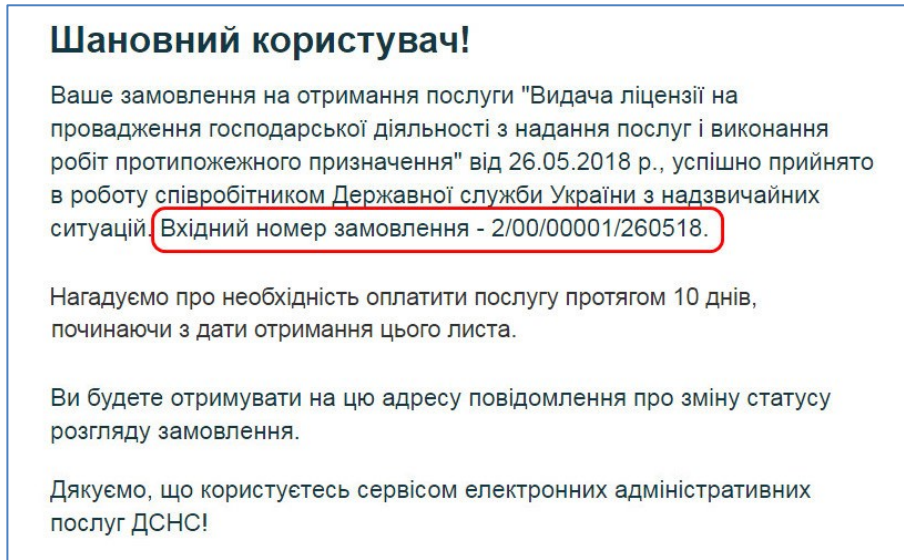 Шановний користувач!
Ваше замовлення на отримання послуги "Видача ліцензії на
провадження господарської діяльності з надання послуг і виконання
робіт протипожежного призначення" від 26.05.2018 р., успішно прийнято
в роботу співробітником Державної служби України з надзвичайних
ситуацій. Вхідний номер замовлення - 2/00/00001/260518.
Нагадуємо про необхідність оплатити послугу протягом 10 днів,
починаючи з дати отримання цього листа.
Ви будете отримувати на цю адресу повідомлення про зміну статусу
розгляду замовлення.
Дякуємо, що користуєтесь сервісом електронних адміністративних
послуг ДСНС!